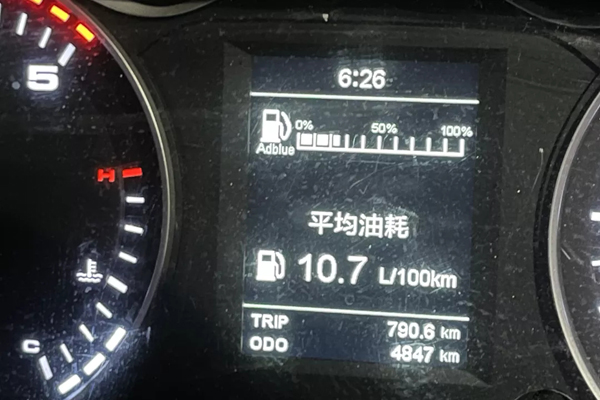 5
6:26
0% 50% 100%
Adblue
H
平均油耗
10.7 L/100km
C
TRIP 790.6 km
ODO 4847 km